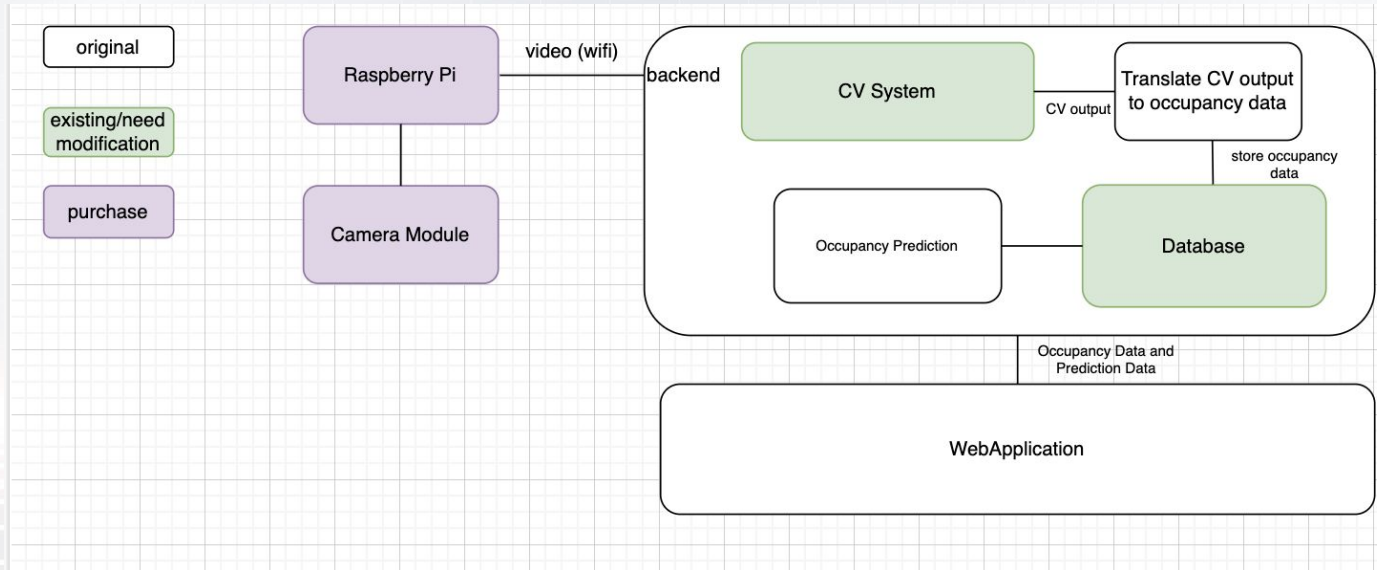 original
existing/need
modification
purchase
Raspberry Pi
Camera Module
video (wifi)
backend
CV System
CV output
Translate CV output
to occupancy data
store occupancy
data
Occupancy Prediction
Database
Occupancy Data and
Prediction Data
WebApplication